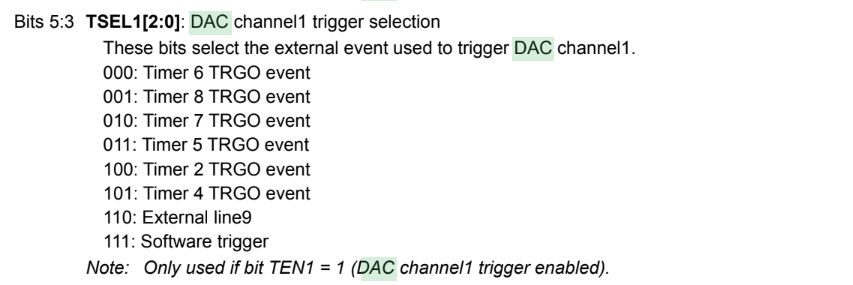 Bits 5:3 TSEL1[2:0]: DAC channel1 trigger selection
These bits select the external event used to trigger DAC channel1.
000: Timer 6 TRGO event
001: Timer 8 TRGO event
010: Timer 7 TRGO event
011: Timer 5 TRGO event
100: Timer 2 TRGO event
101: Timer 4 TRGO event
110: External line9
111: Software trigger
Note: Only used if bit TEN1 = 1 (DAC channel1 trigger enabled).